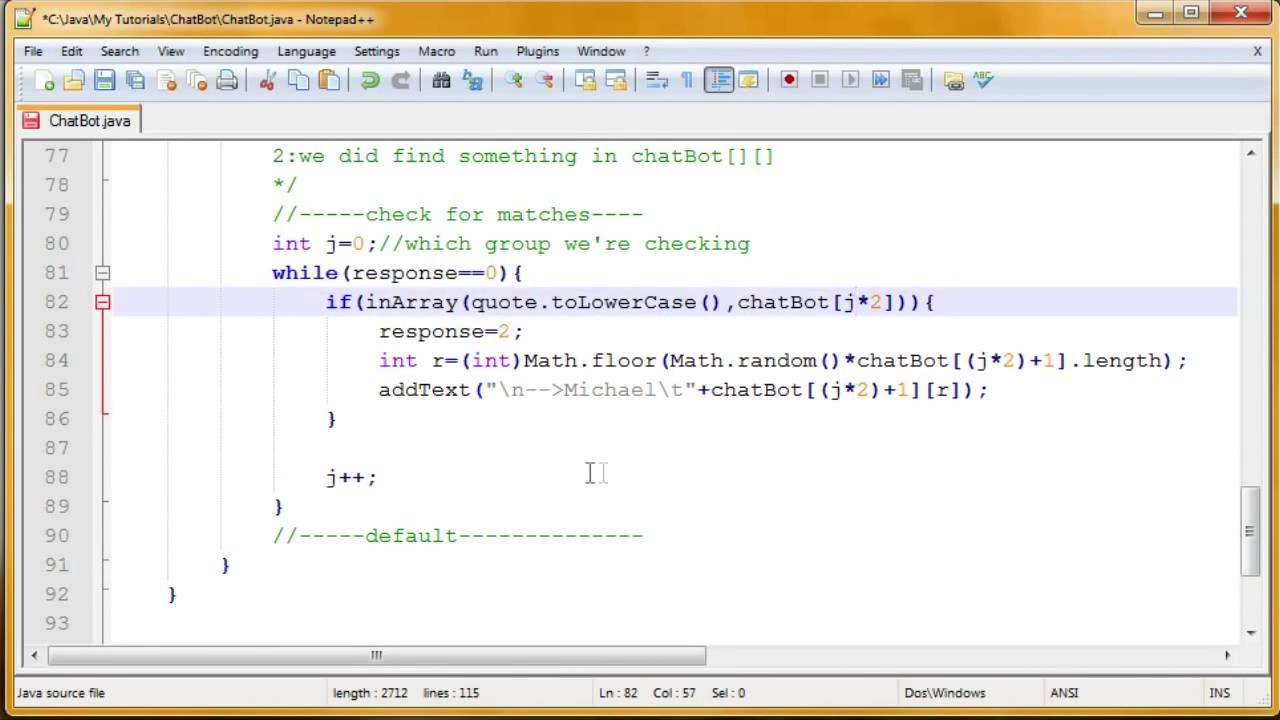 *C:\Java\My Tutorials\ChatBot\ChatBot.java - Notepad++
File Edit Search View Encoding Language Settings Macro Run Plugins Window ? X
ABC
ChatBot.java
77 2:we did find something in chatBot[][]
78 */
79 //-----check for matches----
80 int j=0;//which group we're checking
81 while(response==0){
82 if(inArray(quote.toLowerCase(),chatBot[j*2])){
83 response=2;
84 int r=(int)Math.floor(Math.random()*chatBot[(j*2)+1].length);
85 addText("\n-->Michael\t"+chatBot[(j*2)+1][r]);
86 }
87
88 j++;
89 }
90 //-----default--------------
91 }
92 }
93
Java source file length : 2712 lines : 115 Ln : 82 Col : 57 Sel : 0 Dos\Windows ANSI INS